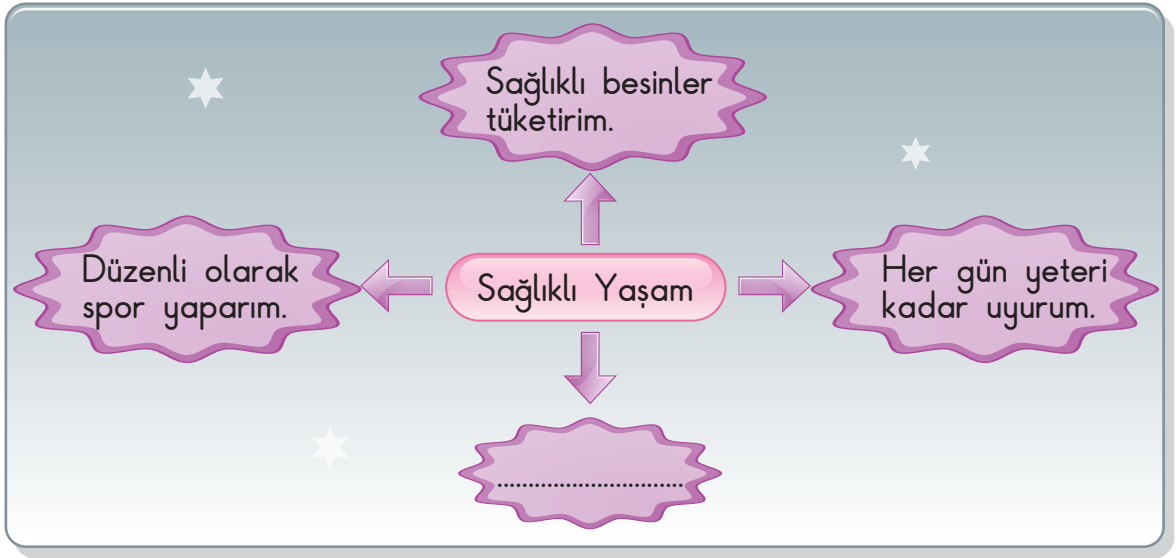 Sağlıklı besinler
tüketirim.
Düzenli olarak
spor yaparım.
Sağlıklı Yaşam
Her gün yeteri
kadar uyurum.
...............................